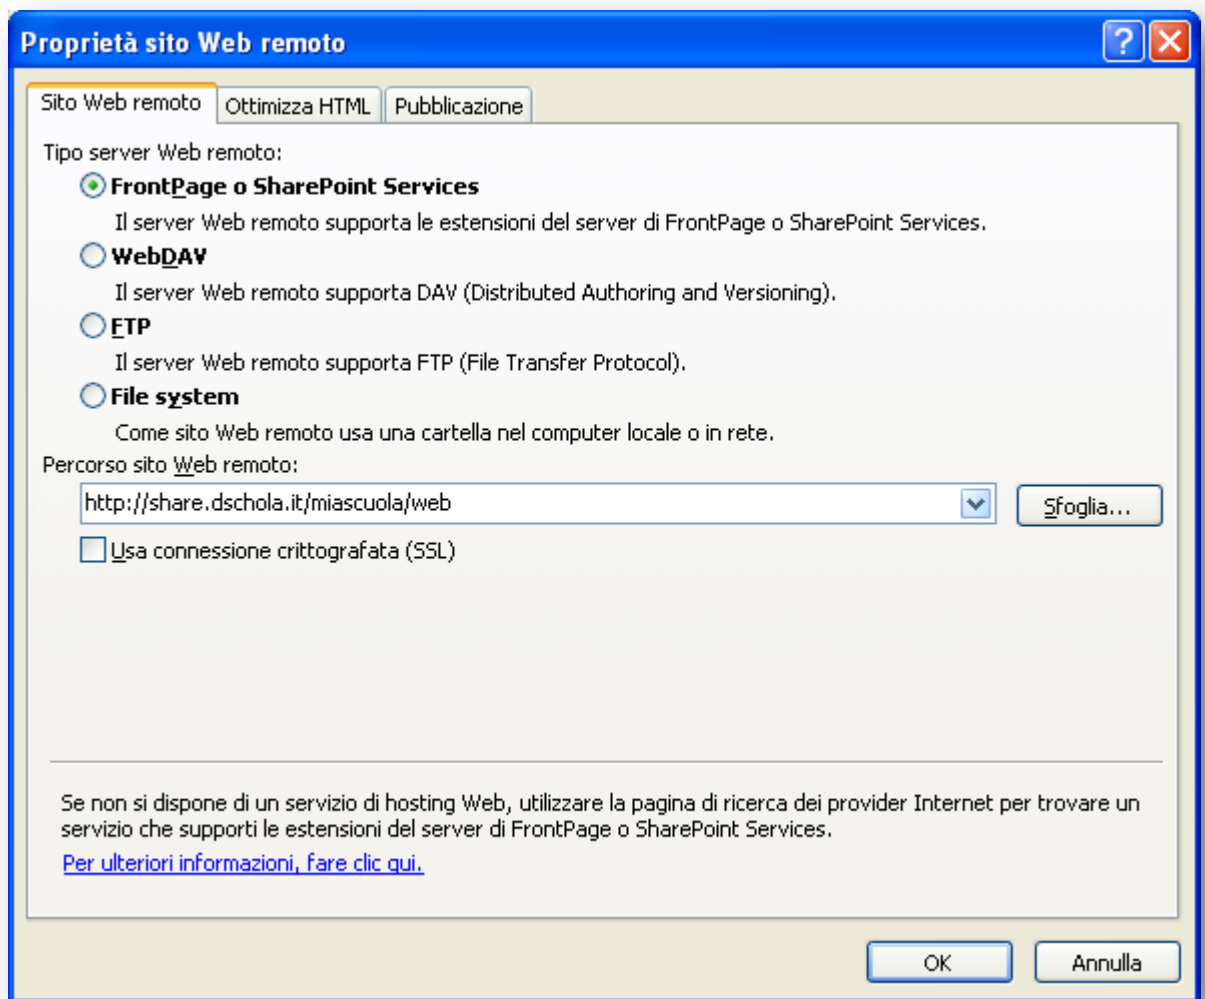 Proprietà sito Web remoto
Sito Web remoto
Ottimizza HTML
Pubblicazione
Tipo server Web remoto:
FrontPage o SharePoint Services
Il server Web remoto supporta le estensioni del server di FrontPage o SharePoint Services.
WebDAV
Il server Web remoto supporta DAV (Distributed Authoring and Versioning).
FTP
Il server Web remoto supporta FTP (File Transfer Protocol).
File system
Come sito Web remoto usa una cartella nel computer locale o in rete.
Percorso sito Web remoto:
http://share.dschola.it/miascuola/web
Sfoglia...
Usa connessione crittografata (SSL)
Se non si dispone di un servizio di hosting Web, utilizzare la pagina di ricerca dei provider Internet per trovare un
servizio che supporti le estensioni del server di FrontPage o SharePoint Services.
Per ulteriori informazioni, fare clic qui.
OK
Annulla